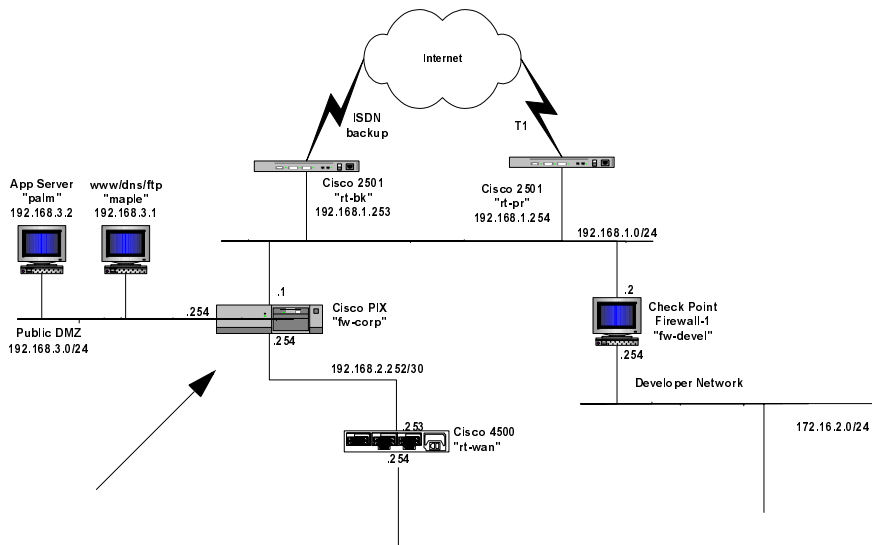 Internet
ISDN
backup
T1
Cisco 2501
"rt-bk"
192.168.1.253
Cisco 2501
"rt-pr"
192.168.1.254
App Server
"palm"
192.168.3.2
www/dns/ftp
"maple"
192.168.3.1
192.168.1.0/24
.1
.2
.254
Cisco PIX
"fw-corp"
Check Point
Firewall-1
"fw-devel"
Public DMZ
192.168.3.0/24
.254
.254
192.168.2.252/30
Developer Network
.253
Cisco 4500
"rt-wan"
172.16.2.0/24
.254